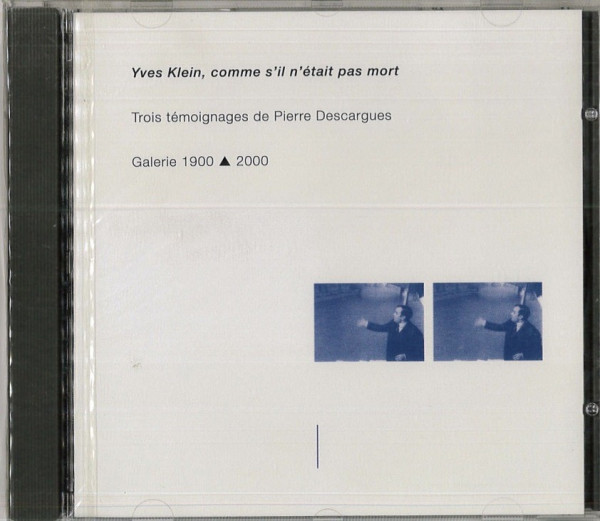 Yves Klein, comme s'il n'était pas mort
Trois témoignages de Pierre Descargues
Galerie 1900 ▲ 2000